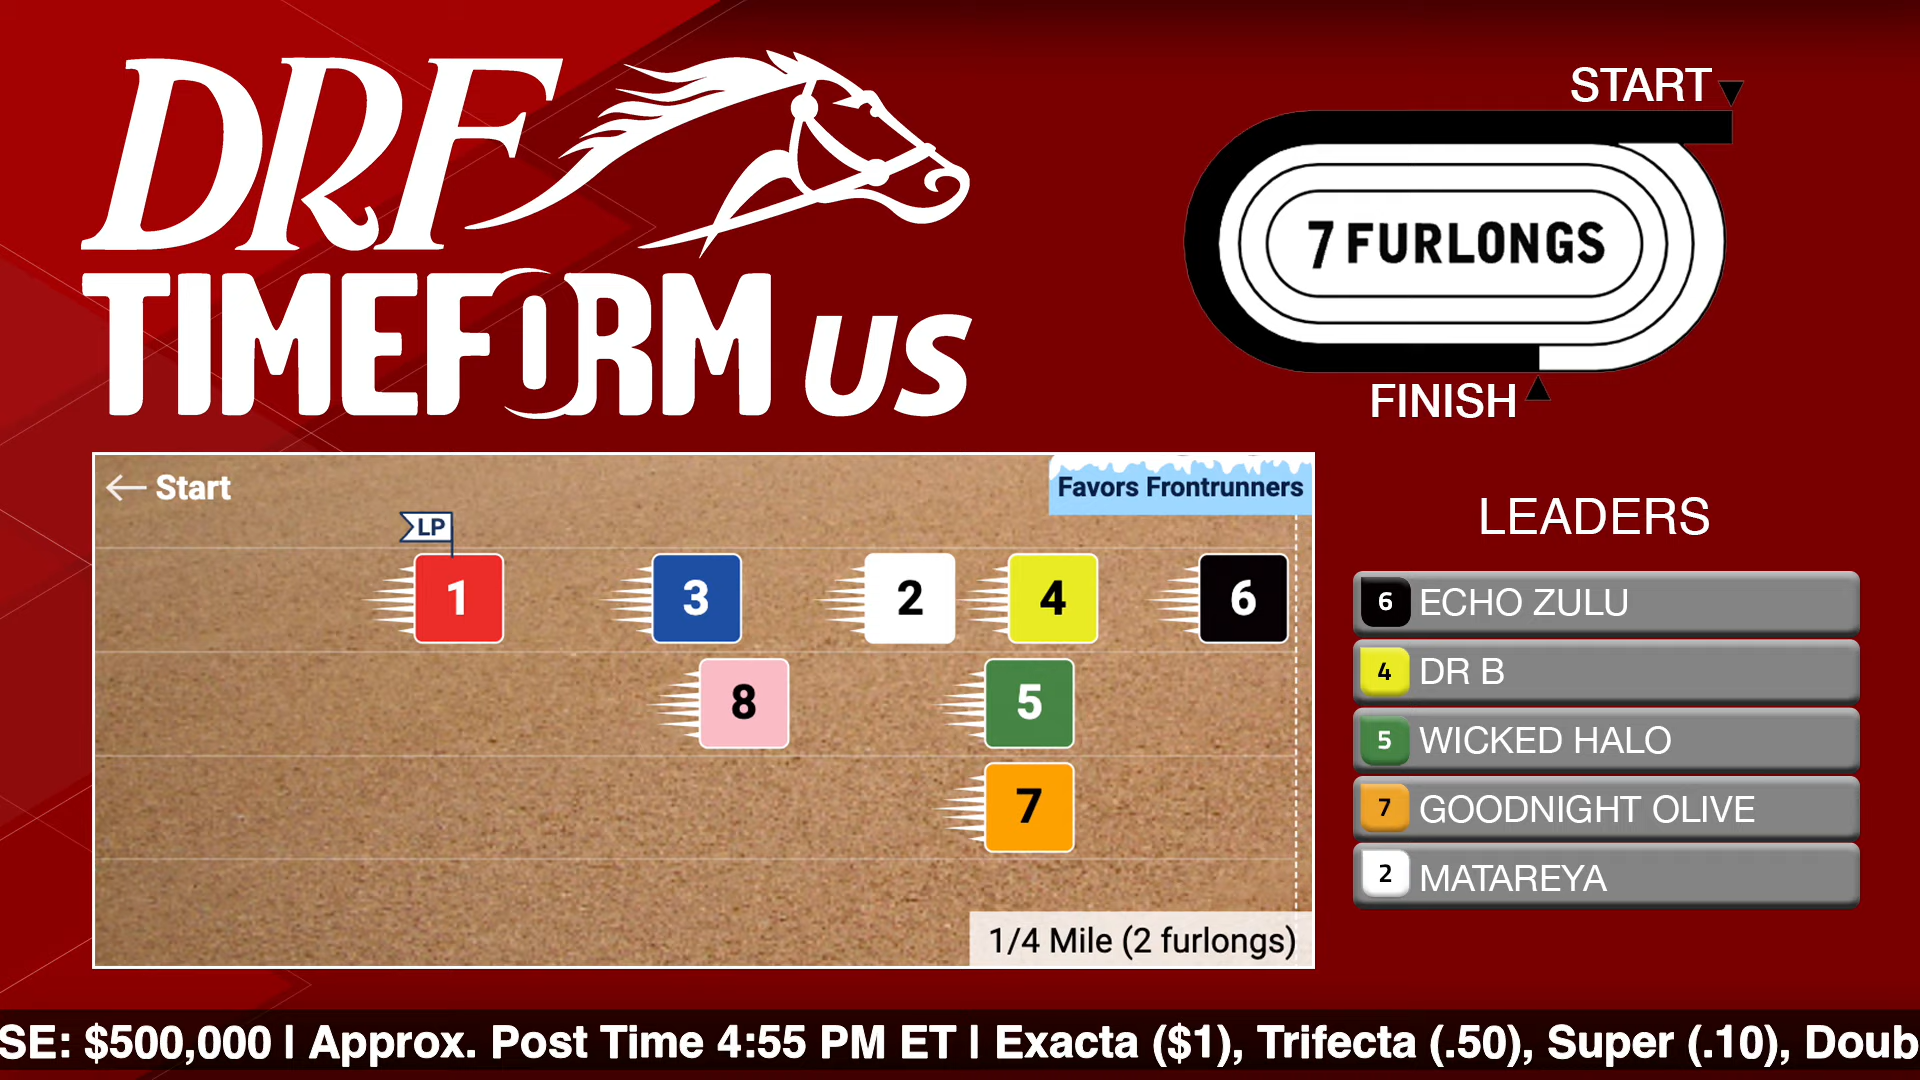 DRF
TIMEFORM US
START
7 FURLONGS
FINISH
← Start
Favors Frontrunners
LP
1
3
2
4
6
8
5
7
1/4 Mile (2 furlongs)
LEADERS
6 ECHO ZULU
4 DR B
5 WICKED HALO
7 GOODNIGHT OLIVE
2 MATAREYA
SE: $500,000 | Approx. Post Time 4:55 PM ET | Exacta ($1), Trifecta (.50), Super (.10), Doub